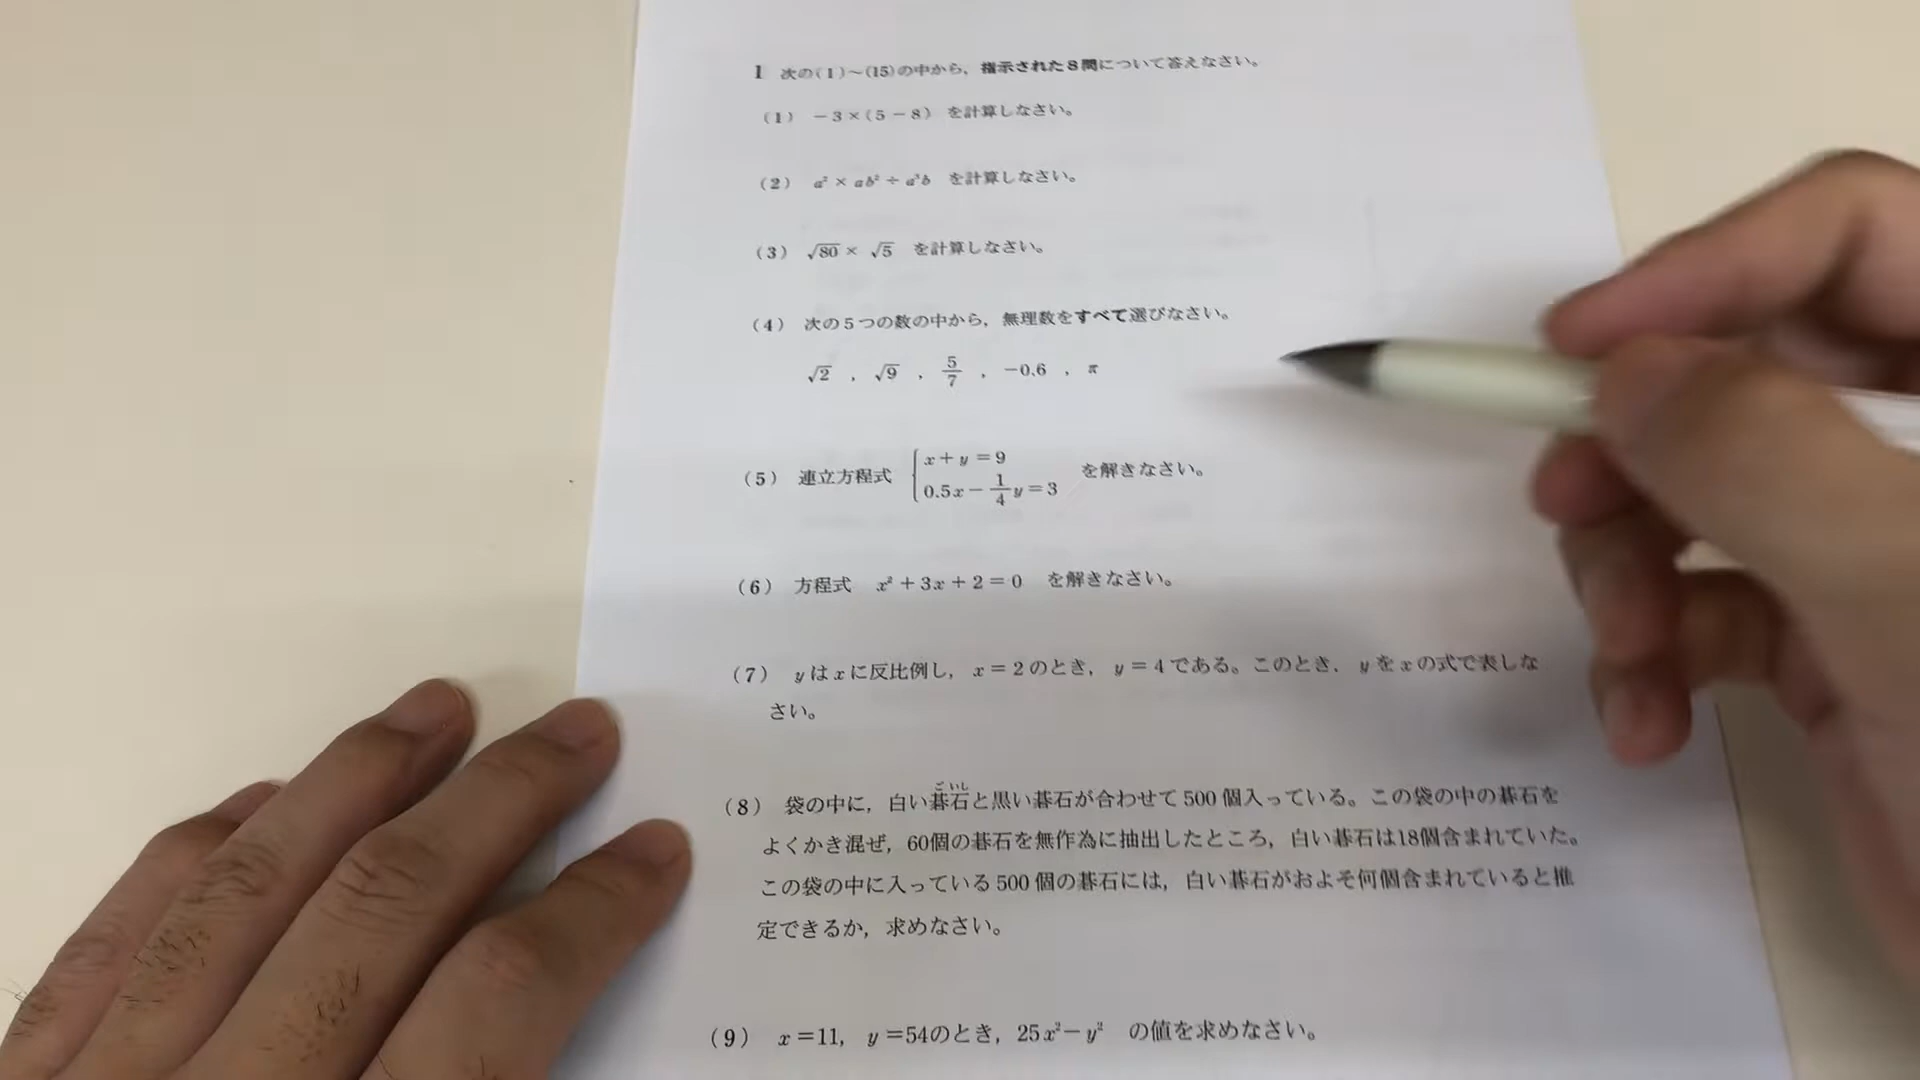 1 次の(1)～(15)の中から，指示された8問について答えなさい。
(1) －3×(5－8) を計算しなさい。
(2) a²×ab²÷a³b を計算しなさい。
(3) √80×√5 を計算しなさい。
(4) 次の5つの数の中から，無理数をすべて選びなさい。
√2 ， √9 ， 5/7 ， －0.6 ， π
(5) 連立方程式 { x＋y＝9 を解きなさい。
0.5x－1/4y＝3
(6) 方程式 x²＋3x＋2＝0 を解きなさい。
(7) yはxに反比例し，x＝2のとき，y＝4である。このとき，yをxの式で表しな
さい。
ごいし
(8) 袋の中に，白い碁石と黒い碁石が合わせて500個入っている。この袋の中の碁石を
よくかき混ぜ，60個の碁石を無作為に抽出したところ，白い碁石は18個含まれていた。
この袋の中に入っている500個の碁石には，白い碁石がおよそ何個含まれていると推
定できるか，求めなさい。
(9) x＝11，y＝54のとき，25x²－y² の値を求めなさい。